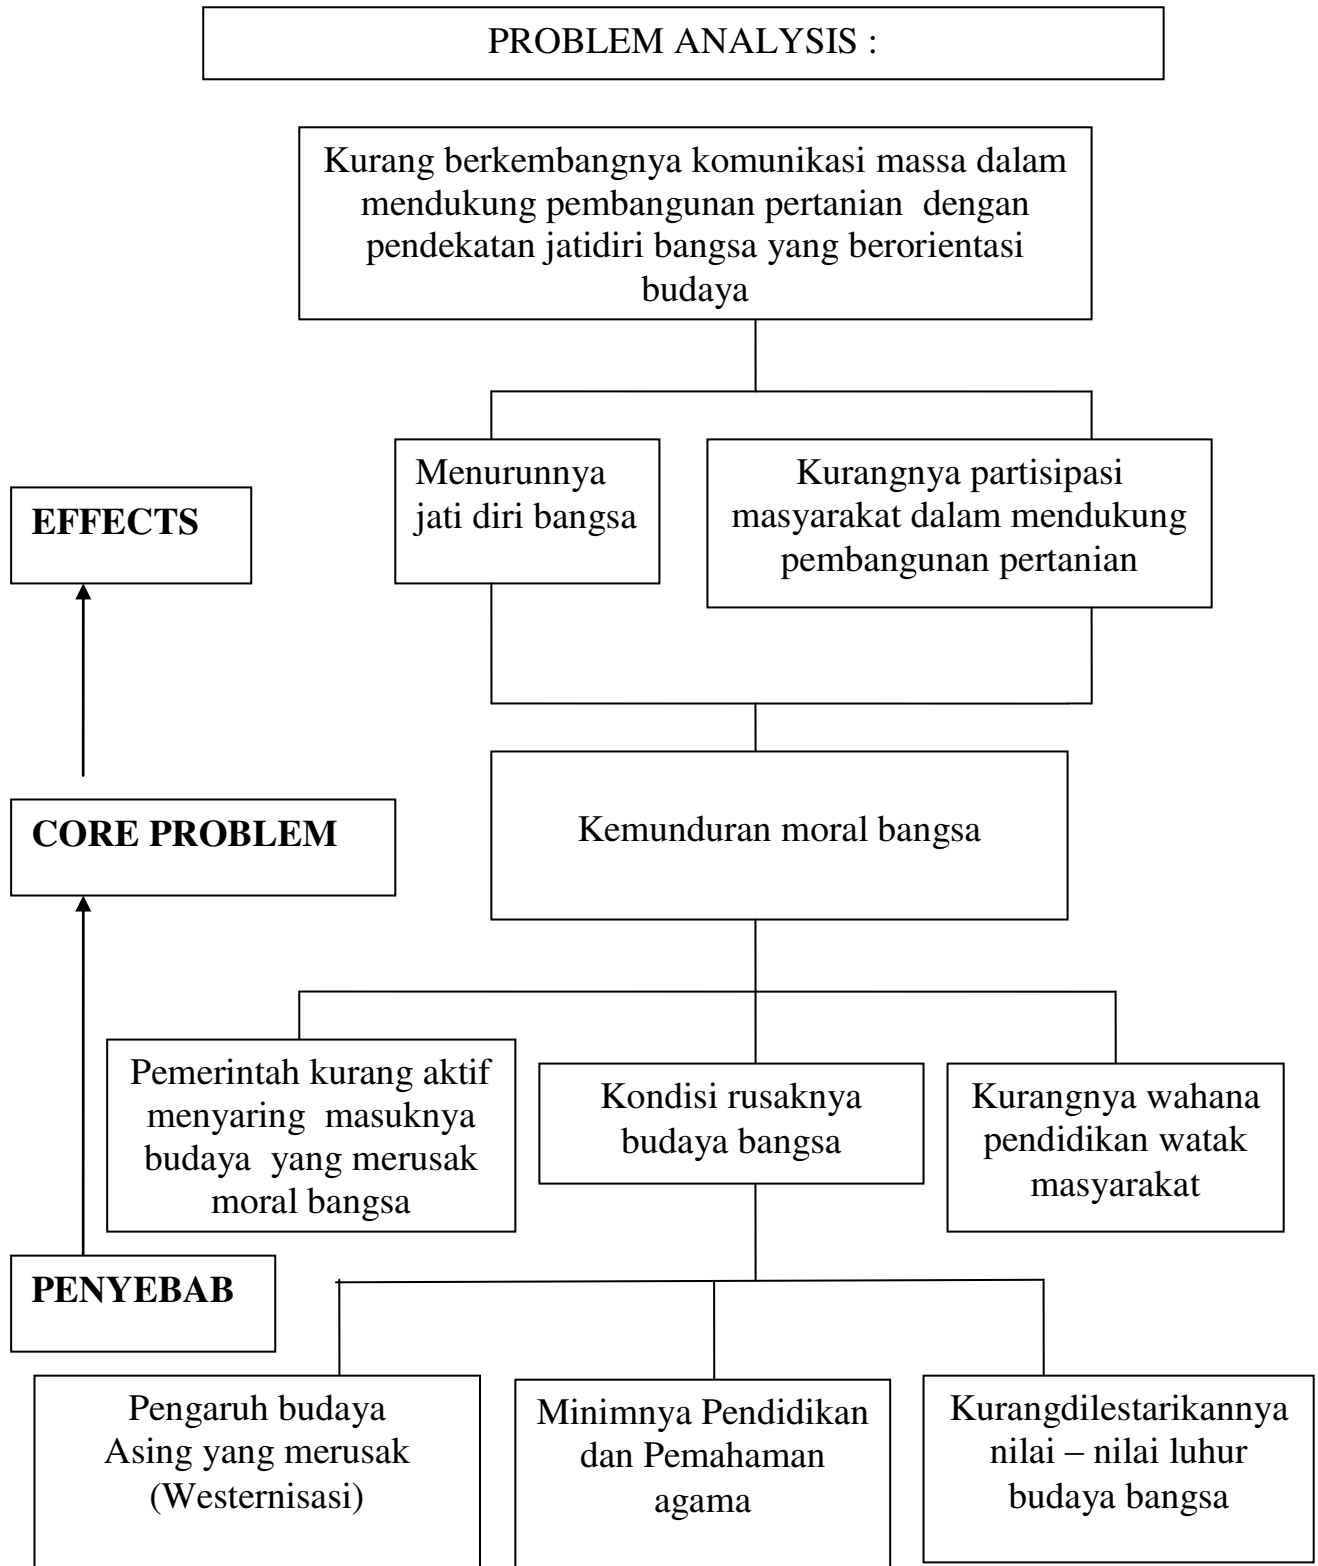 PROBLEM ANALYSIS :
Kurang berkembangnya komunikasi massa dalam
mendukung pembangunan pertanian dengan
pendekatan jatidiri bangsa yang berorientasi
budaya
Menurunnya
jati diri bangsa
Kurangnya partisipasi
masyarakat dalam mendukung
pembangunan pertanian
EFFECTS
CORE PROBLEM
Kemunduran moral bangsa
Pemerintah kurang aktif
menyaring masuknya
budaya yang merusak
moral bangsa
Kondisi rusaknya
budaya bangsa
Kurangnya wahana
pendidikan watak
masyarakat
PENYEBAB
Pengaruh budaya
Asing yang merusak
(Westernisasi)
Minimnya Pendidikan
dan Pemahaman
agama
Kurangdilestarikannya
nilai – nilai luhur
budaya bangsa